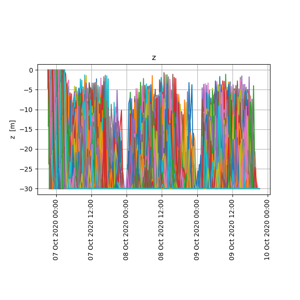 z
0
−5
−10
−15
−20
−25
−30
z [m]
07 Oct 2020 00:00
07 Oct 2020 12:00
08 Oct 2020 00:00
08 Oct 2020 12:00
09 Oct 2020 00:00
09 Oct 2020 12:00
10 Oct 2020 00:00